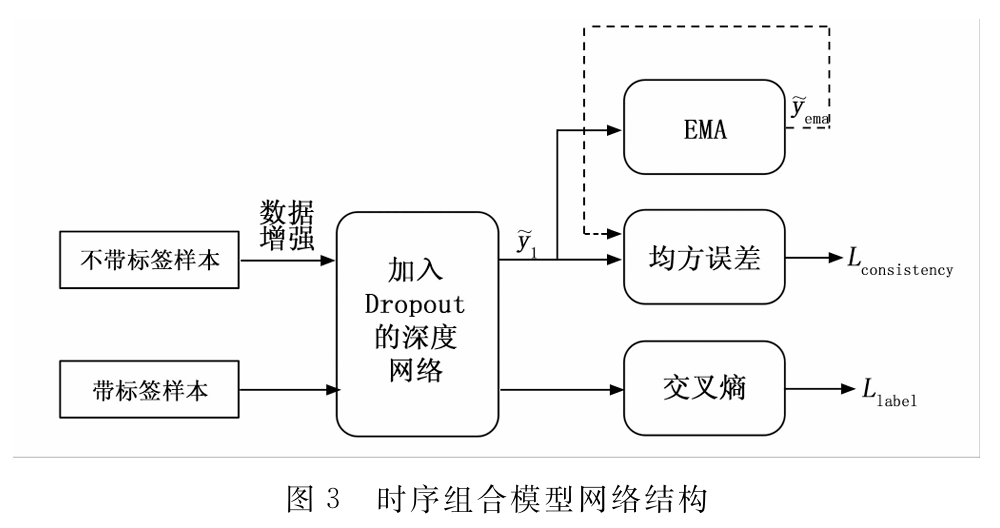 EMA
ỹema
数据
增强
不带标签样本
加入
Dropout
的深度
网络
ỹ1
均方误差
Lconsistency
带标签样本
交叉熵
Llabel
图 3 时序组合模型网络结构